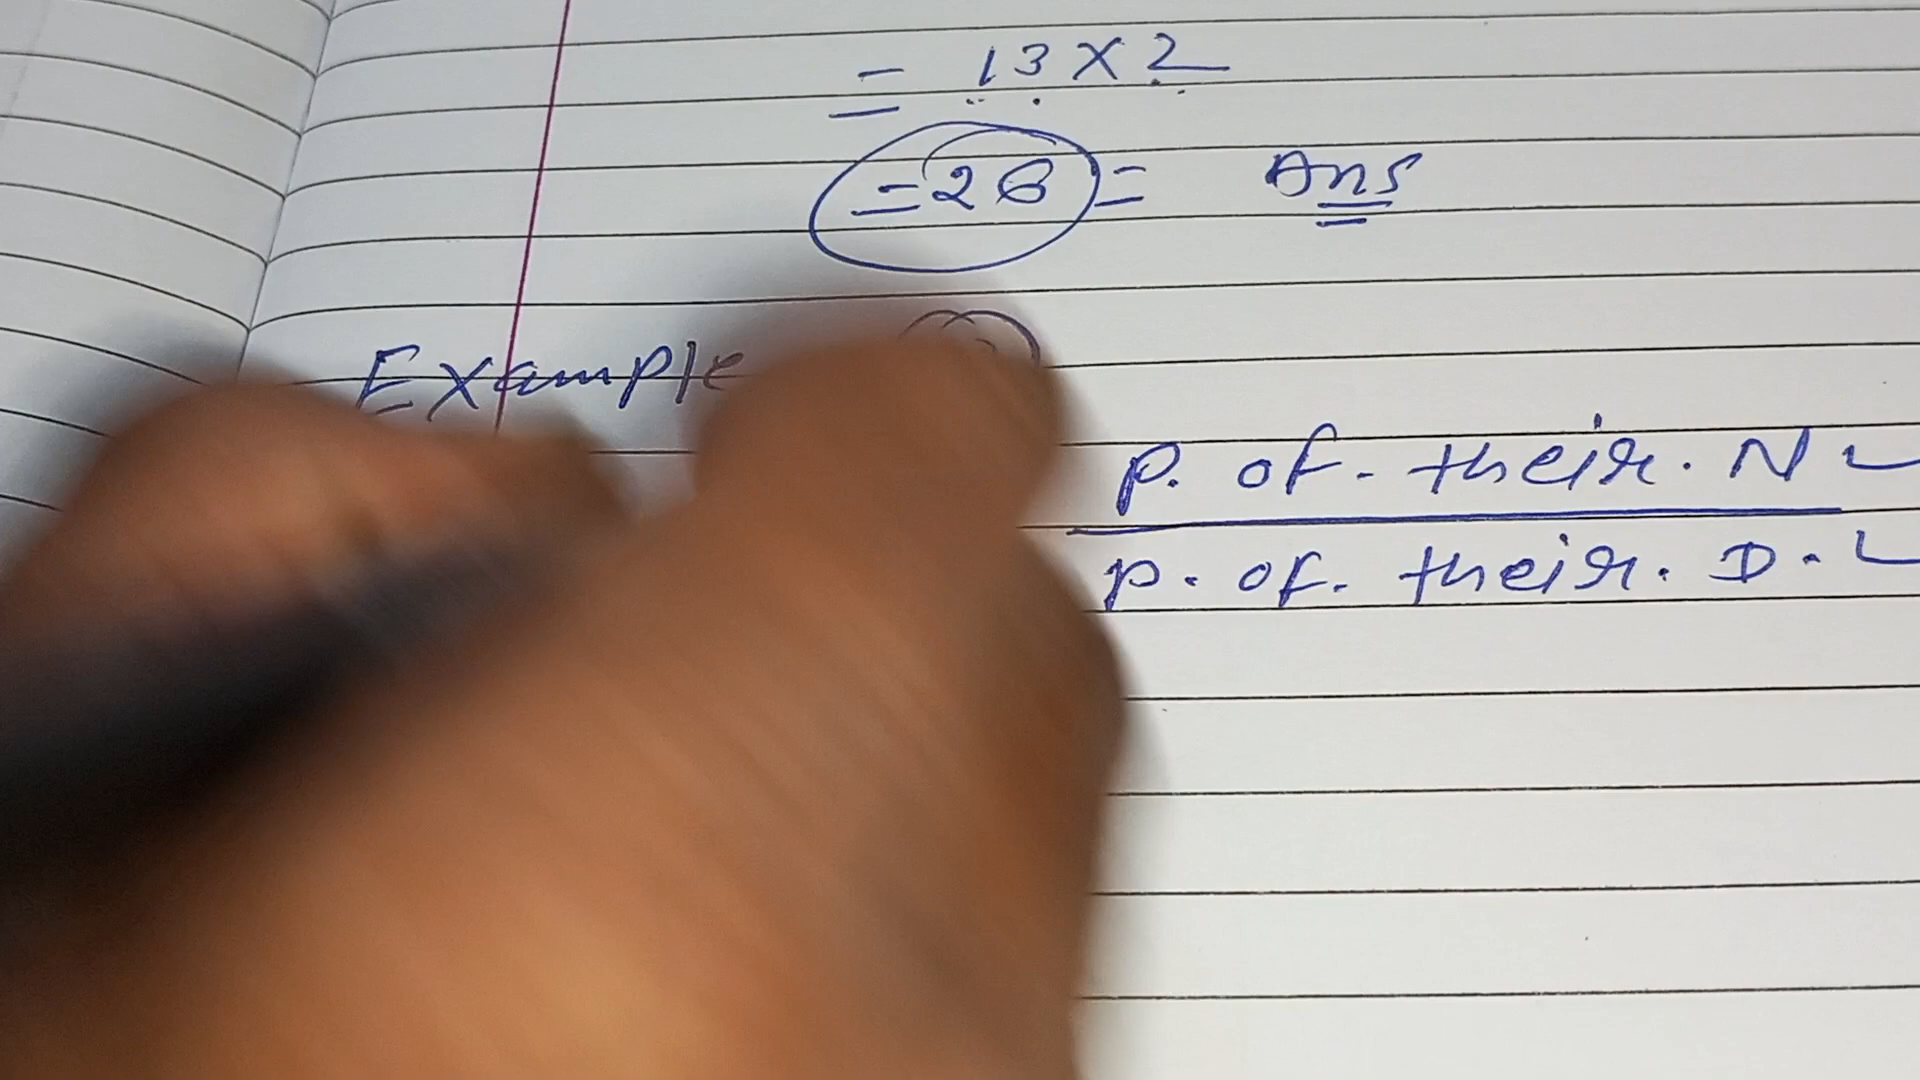 = 13 × 2
= 26 = Ans
Example
P. of. their. N
P. of. their. D.